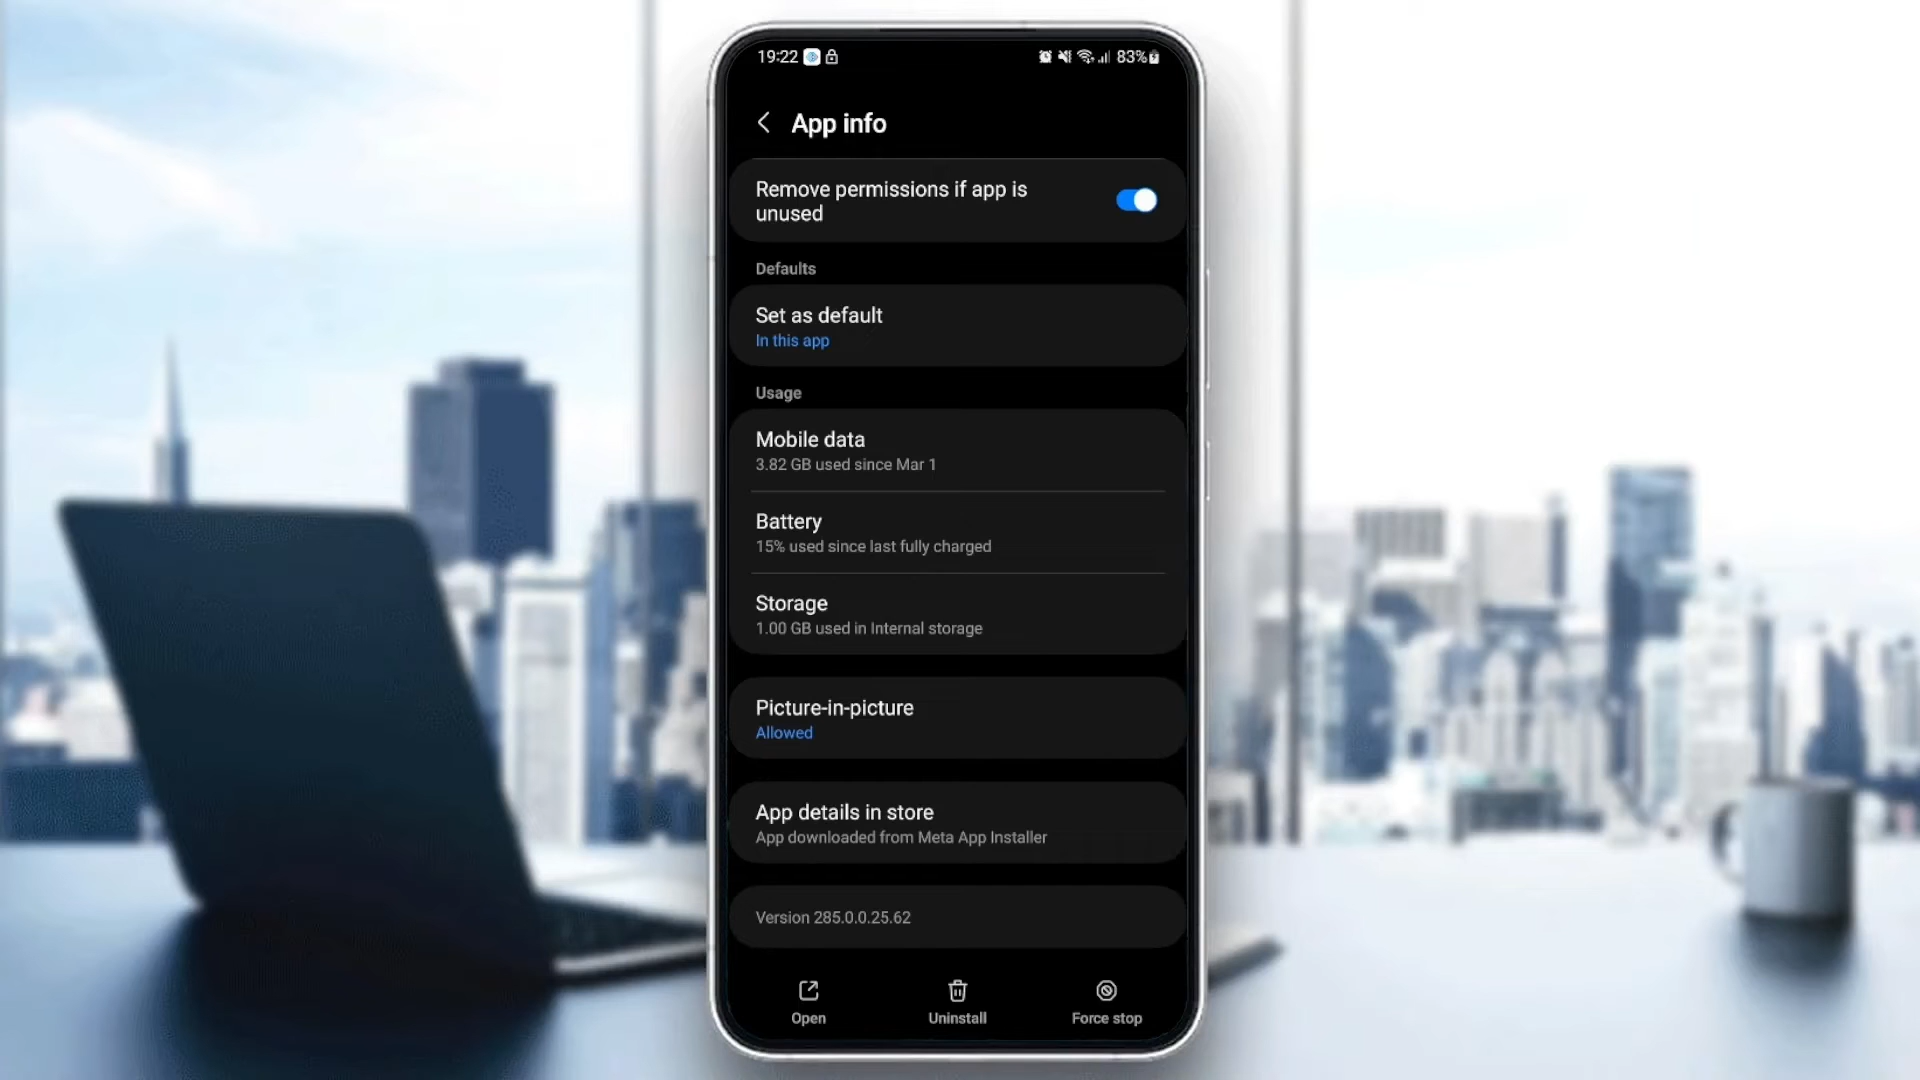 19:22
83%
App info
Remove permissions if app is
unused
Defaults
Set as default
In this app
Usage
Mobile data
3.82 GB used since Mar 1
Battery
15% used since last fully charged
Storage
1.00 GB used in Internal storage
Picture-in-picture
Allowed
App details in store
App downloaded from Meta App Installer
Version 285.0.0.25.62
Open
Uninstall
Force stop